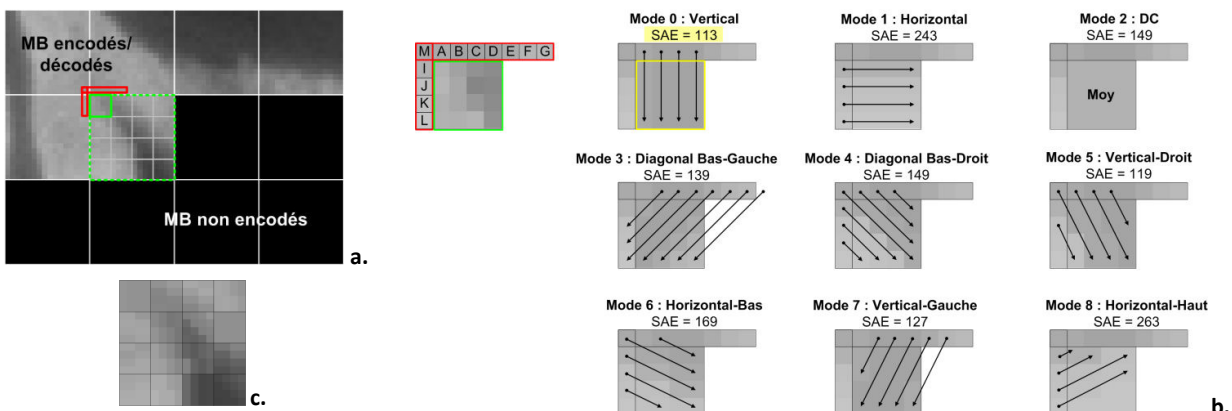 MB encodés/
décodés
MB non encodés
a.
c.
M A B C D E F G
I
J
K
L
Mode 0 : Vertical
SAE = 113
Mode 1 : Horizontal
SAE = 243
Mode 2 : DC
SAE = 149
Moy
Mode 3 : Diagonal Bas-Gauche
SAE = 139
Mode 4 : Diagonal Bas-Droit
SAE = 149
Mode 5 : Vertical-Droit
SAE = 119
Mode 6 : Horizontal-Bas
SAE = 169
Mode 7 : Vertical-Gauche
SAE = 127
Mode 8 : Horizontal-Haut
SAE = 263
b.